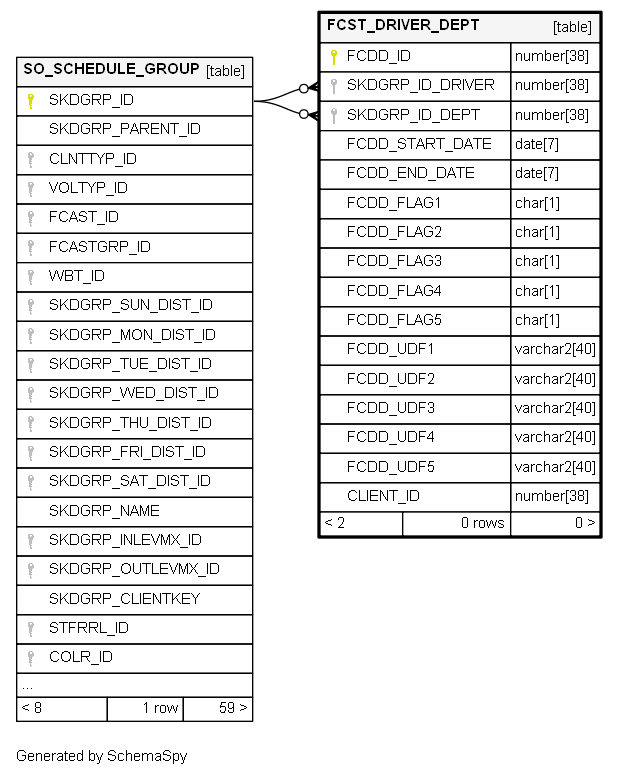 SO_SCHEDULE_GROUP [table]
SKDGRP_ID
SKDGRP_PARENT_ID
CLNTTYP_ID
VOLTYP_ID
FCAST_ID
FCASTGRP_ID
WBT_ID
SKDGRP_SUN_DIST_ID
SKDGRP_MON_DIST_ID
SKDGRP_TUE_DIST_ID
SKDGRP_WED_DIST_ID
SKDGRP_THU_DIST_ID
SKDGRP_FRI_DIST_ID
SKDGRP_SAT_DIST_ID
SKDGRP_NAME
SKDGRP_INLEVMX_ID
SKDGRP_OUTLEVMX_ID
SKDGRP_CLIENTKEY
STFRRL_ID
COLR_ID
...
< 8 1 row 59 >
FCST_DRIVER_DEPT [table]
FCDD_ID number[38]
SKDGRP_ID_DRIVER number[38]
SKDGRP_ID_DEPT number[38]
FCDD_START_DATE date[7]
FCDD_END_DATE date[7]
FCDD_FLAG1 char[1]
FCDD_FLAG2 char[1]
FCDD_FLAG3 char[1]
FCDD_FLAG4 char[1]
FCDD_FLAG5 char[1]
FCDD_UDF1 varchar2[40]
FCDD_UDF2 varchar2[40]
FCDD_UDF3 varchar2[40]
FCDD_UDF4 varchar2[40]
FCDD_UDF5 varchar2[40]
CLIENT_ID number[38]
< 2 0 rows 0 >
Generated by SchemaSpy